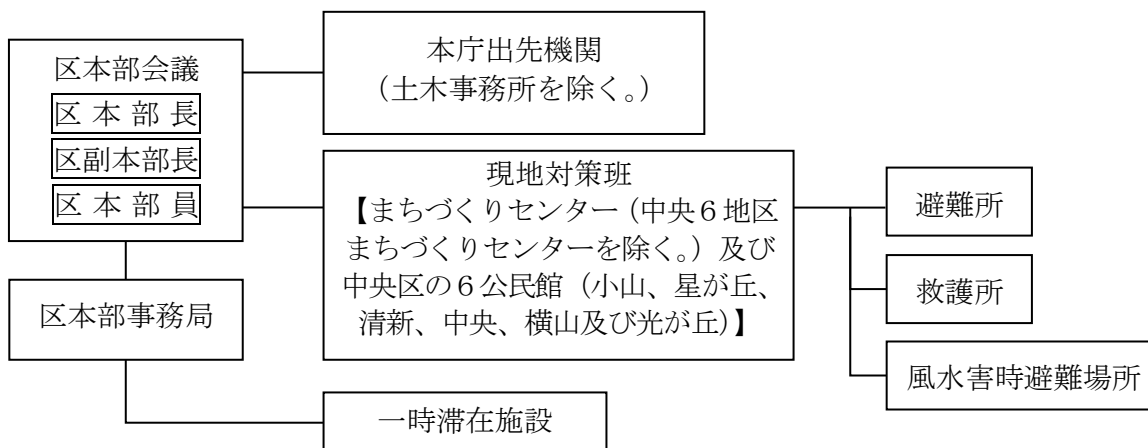 区本部会議
区本部長
区副本部長
区本部員
区本部事務局
本庁出先機関
（土木事務所を除く。）
現地対策班
【まちづくりセンター（中央６地区
まちづくりセンターを除く。）及び
中央区の６公民館（小山、星が丘、
清新、中央、横山及び光が丘）】
一時滞在施設
避難所
救護所
風水害時避難場所